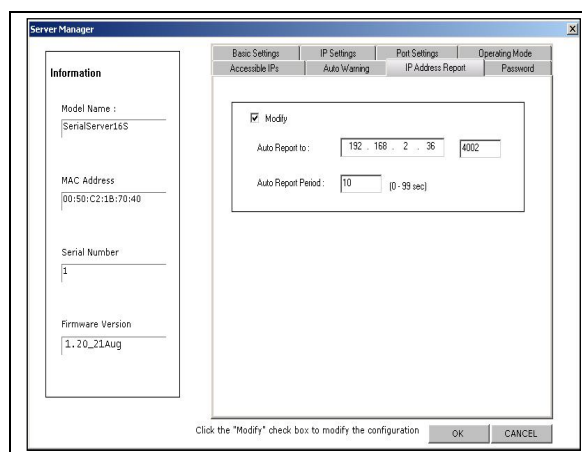 Server Manager
Information
Model Name :
SerialServer16S
MAC Address
00:50:C2:1B:70:40
Serial Number
1
Firmware Version
1.20_21Aug
Basic Settings IP Settings Port Settings Operating Mode
Accessible IPs Auto Warning IP Address Report Password
Modify
Auto Report to : 192 . 168 . 2 . 36 4002
Auto Report Period : 10 (0 - 99 sec)
Click the "Modify" check box to modify the configuration OK CANCEL